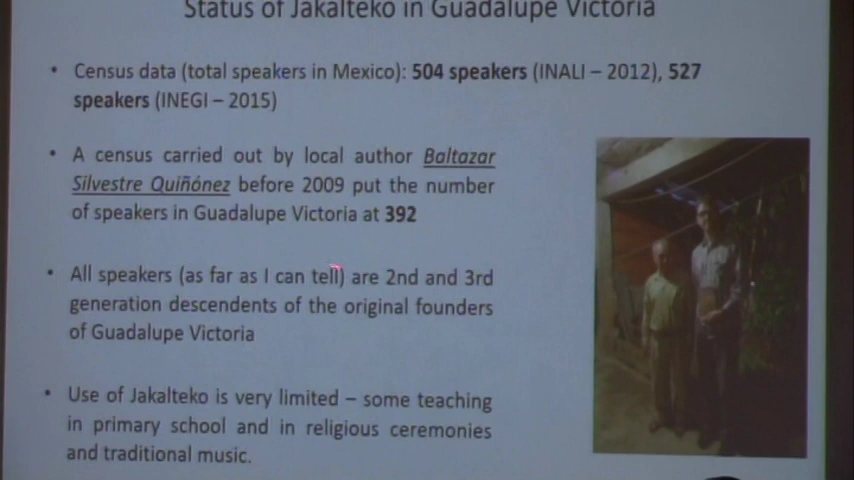 Status of Jakalteko in Guadalupe Victoria
• Census data (total speakers in Mexico): 504 speakers (INALI – 2012), 527
speakers (INEGI – 2015)
• A census carried out by local author Baltazar
Silvestre Quiñónez before 2009 put the number
of speakers in Guadalupe Victoria at 392
• All speakers (as far as I can tell) are 2nd and 3rd
generation descendents of the original founders
of Guadalupe Victoria
• Use of Jakalteko is very limited – some teaching
in primary school and in religious ceremonies
and traditional music.